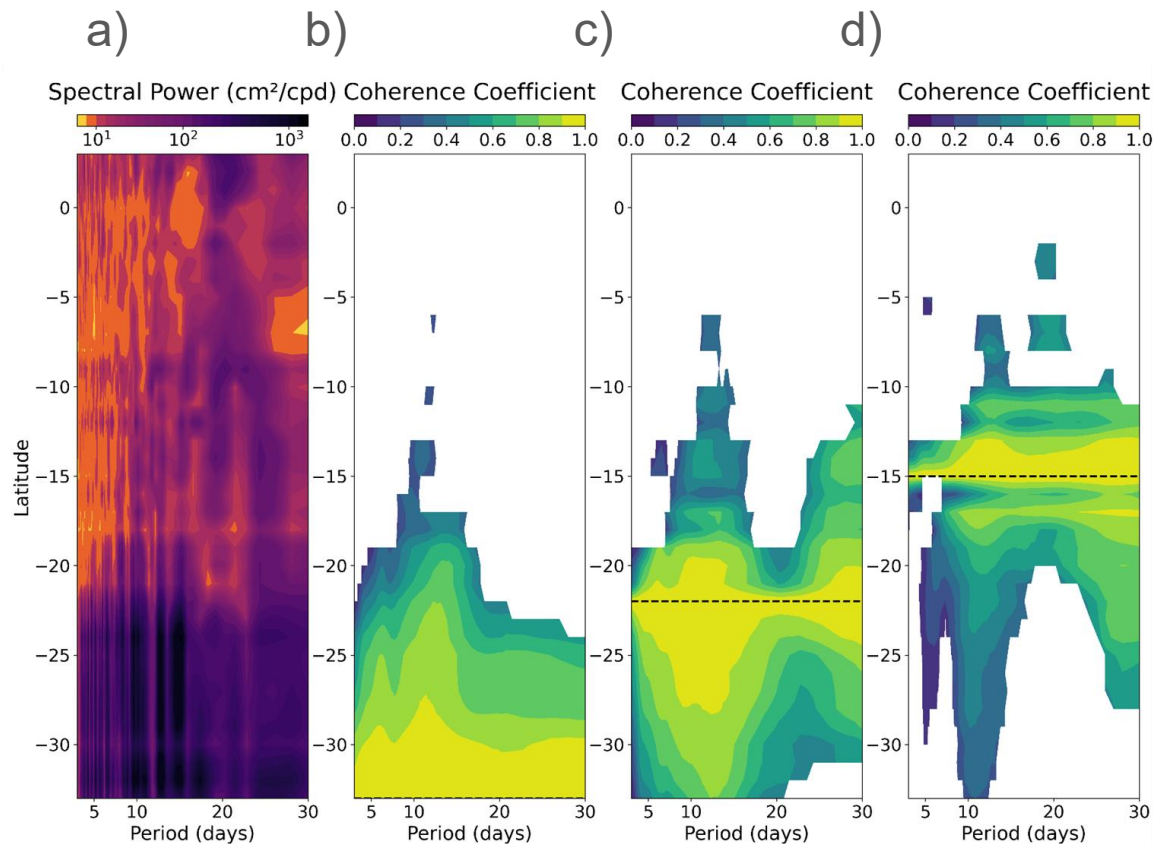 a) b) c) d)
Spectral Power (cm²/cpd) Coherence Coefficient Coherence Coefficient Coherence Coefficient
10¹ 10² 10³ 0.0 0.2 0.4 0.6 0.8 1.0 0.0 0.2 0.4 0.6 0.8 1.0 0.0 0.2 0.4 0.6 0.8 1.0
0 0 0 0
−5 −5 −5 −5
−10 −10 −10 −10
Latitude
−15 −15 −15 −15
−20 −20 −20 −20
−25 −25 −25 −25
−30 −30 −30 −30
5 10 15 20 30 5 10 20 30 5 10 20 30 5 10 20 30
Period (days) Period (days) Period (days) Period (days)